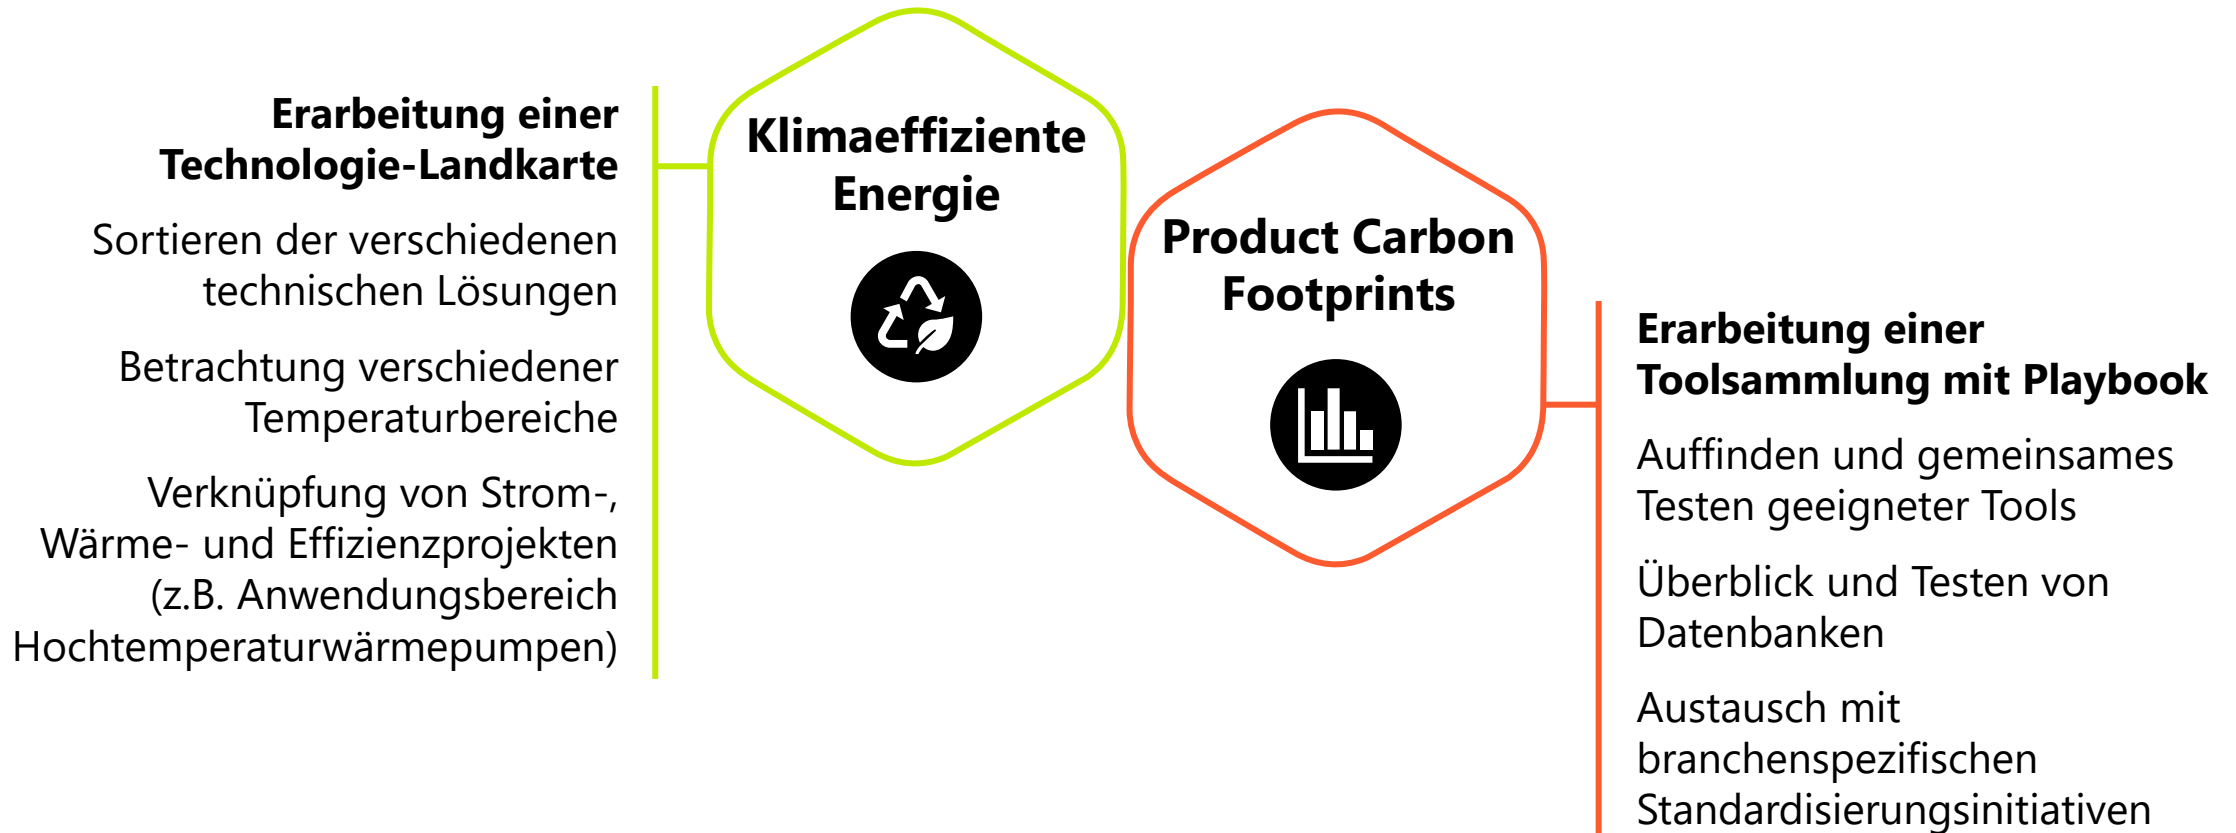 Erarbeitung einer
Technologie-Landkarte
Sortieren der verschiedenen
technischen Lösungen
Betrachtung verschiedener
Temperaturbereiche
Verknüpfung von Strom-,
Wärme- und Effizienzprojekten
(z.B. Anwendungsbereich
Hochtemperaturwärmepumpen)
Klimaeffiziente
Energie
Product Carbon
Footprints
Erarbeitung einer
Toolsammlung mit Playbook
Auffinden und gemeinsames
Testen geeigneter Tools
Überblick und Testen von
Datenbanken
Austausch mit
branchenspezifischen
Standardisierungsinitiativen